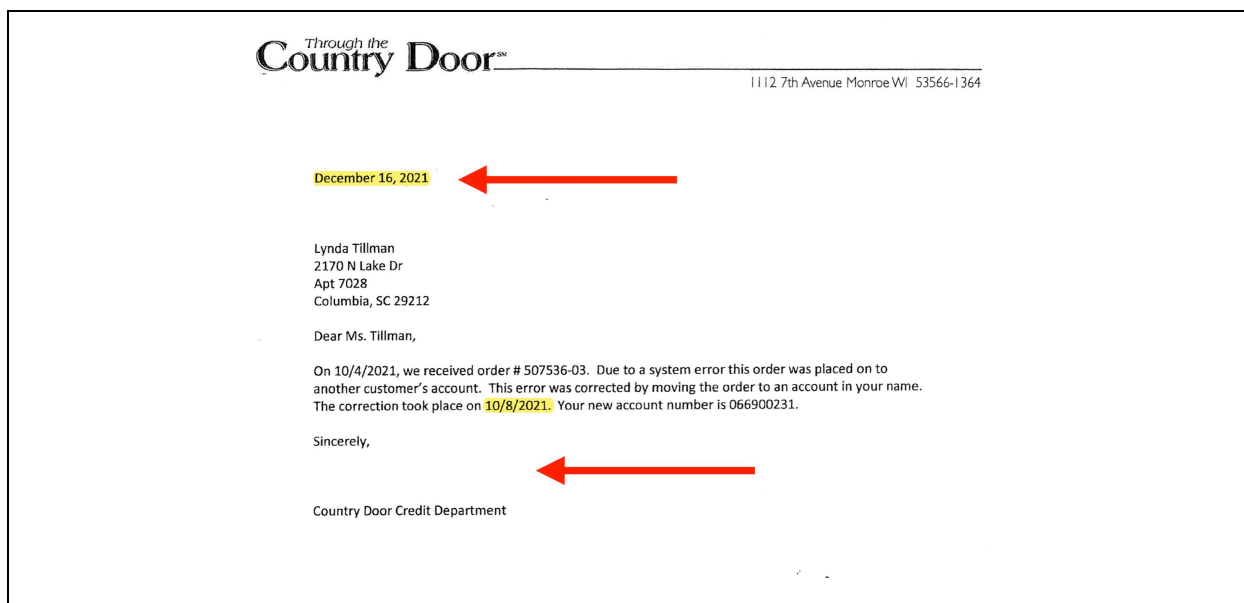 Through the
Country Door℠
1112 7th Avenue Monroe WI 53566-1364
December 16, 2021
Lynda Tillman
2170 N Lake Dr
Apt 7028
Columbia, SC 29212
Dear Ms. Tillman,
On 10/4/2021, we received order # 507536-03. Due to a system error this order was placed on to
another customer's account. This error was corrected by moving the order to an account in your name.
The correction took place on 10/8/2021. Your new account number is 066900231.
Sincerely,
Country Door Credit Department